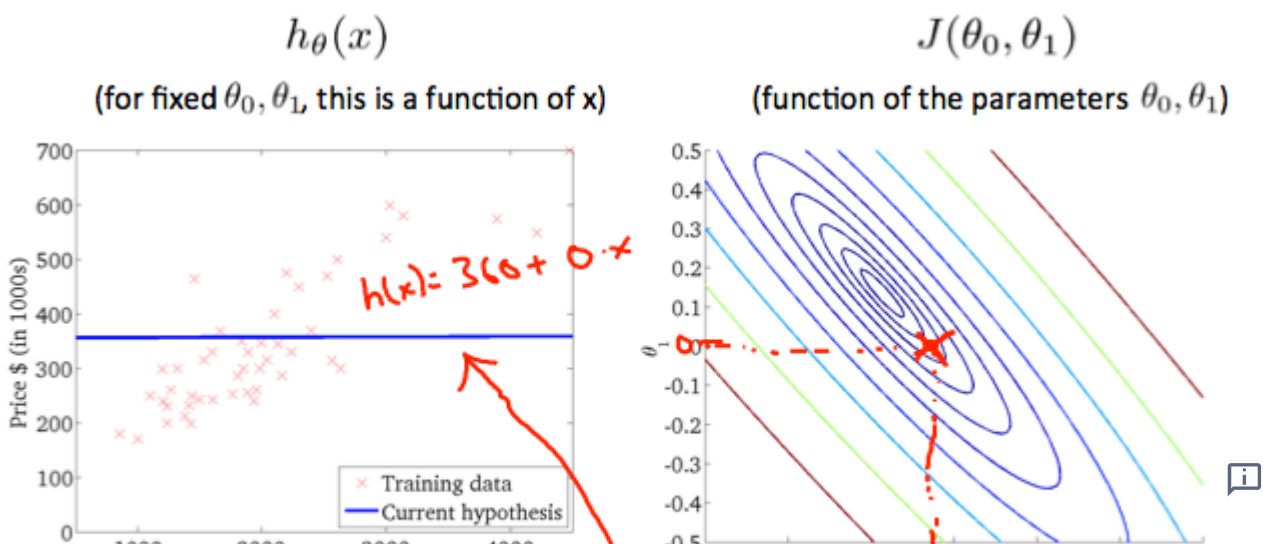 hθ(x)
(for fixed θ0, θ1, this is a function of x)
700
600
500
400
300
200
100
0
Price $ (in 1000s)
h(x) = 360 + 0·x
Training data
Current hypothesis
J(θ0, θ1)
(function of the parameters θ0, θ1)
0.5
0.4
0.3
0.2
0.1
0
0
-0.1
-0.2
-0.3
-0.4
-0.5
θ1